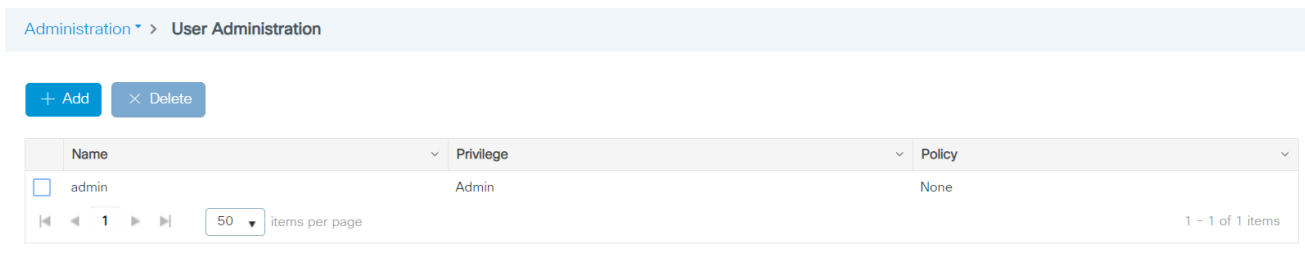 Administration > User Administration
+ Add × Delete
Name Privilege Policy
admin Admin None
1 50 items per page 1 - 1 of 1 items